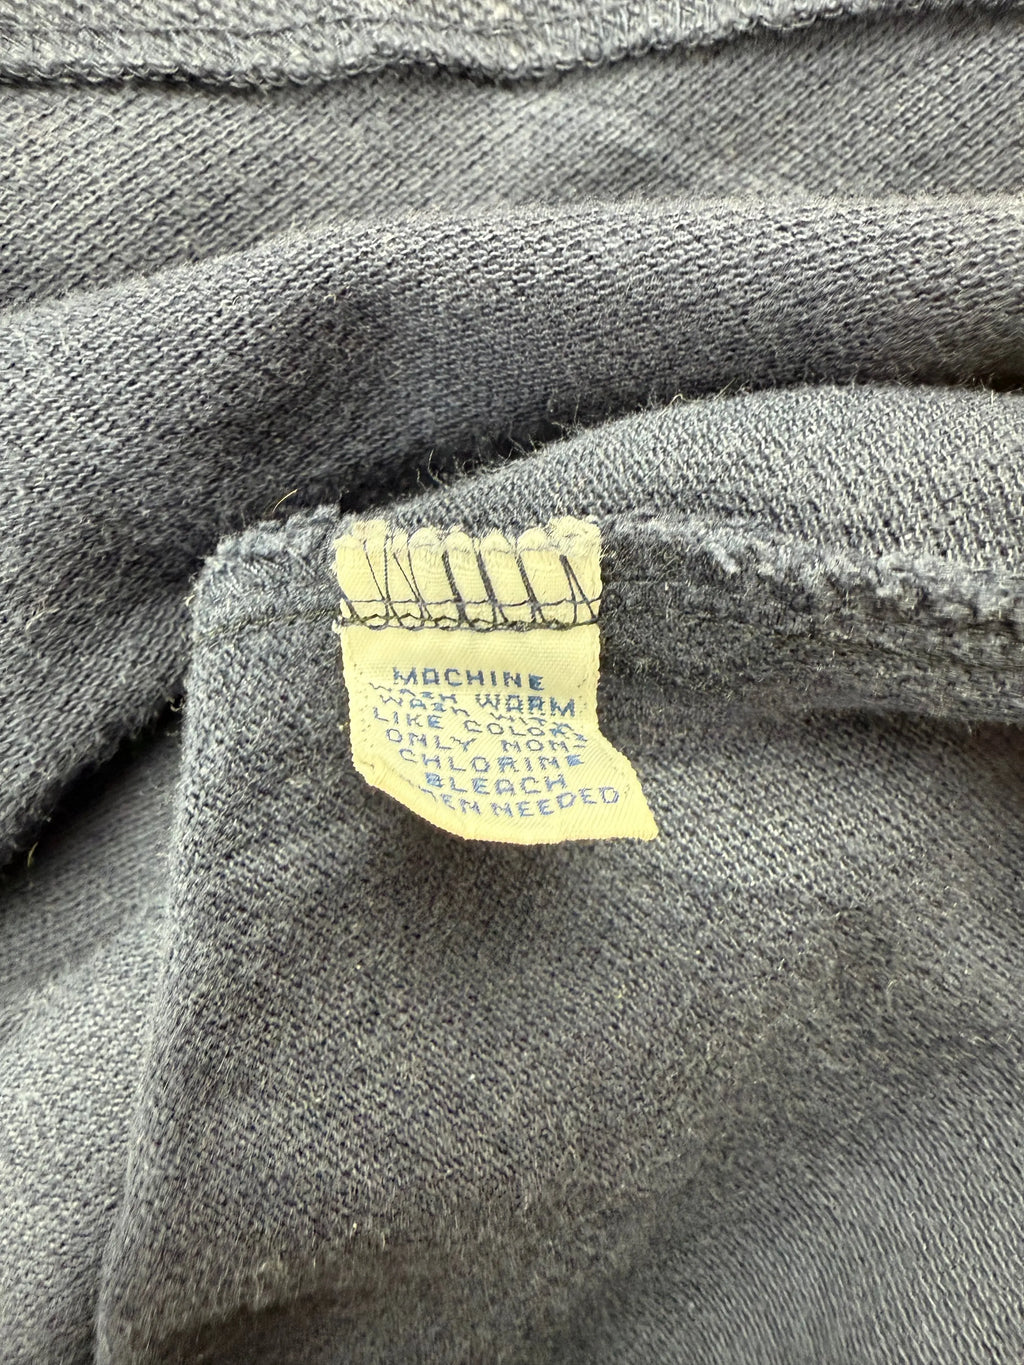 MACHINE
WASH WARM
WASH WITH
LIKE COLORS
ONLY NON-
CHLORINE
BLEACH
WHEN NEEDED